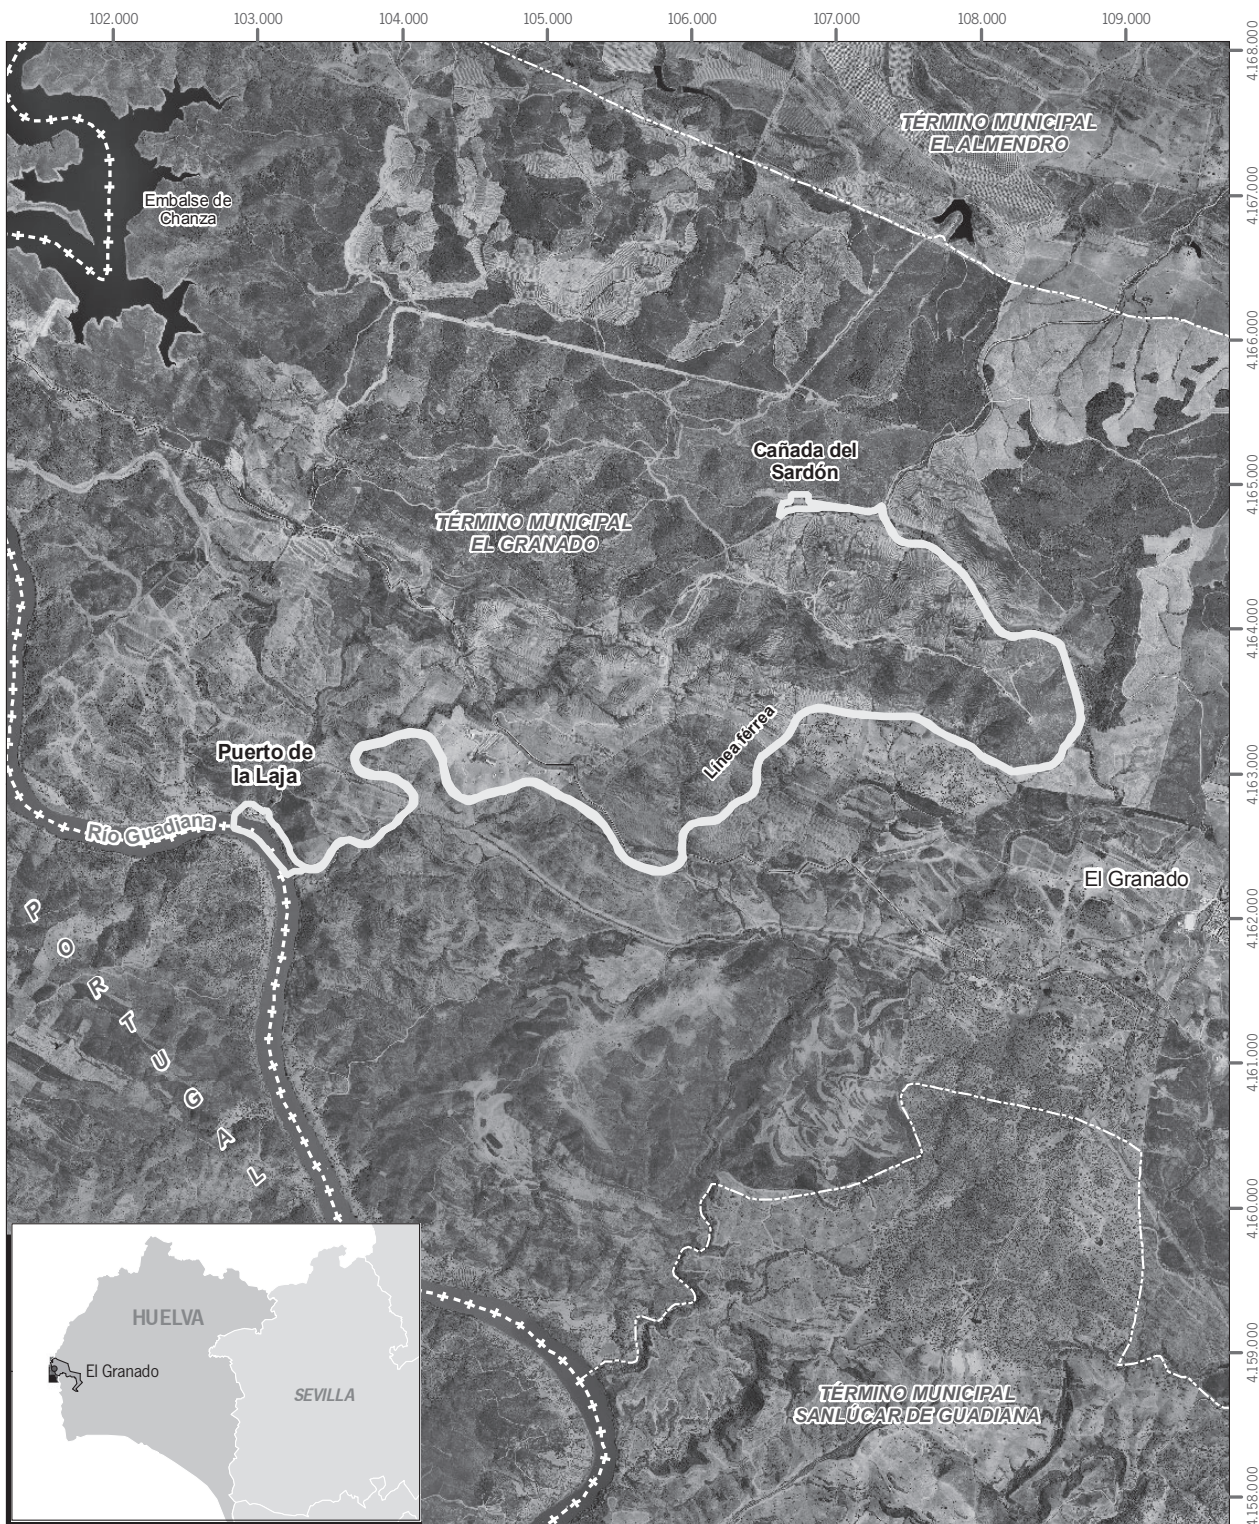 102.000
103.000
104.000
105.000
106.000
107.000
108.000
109.000
4.168.000
4.167.000
4.166.000
4.165.000
4.164.000
4.163.000
4.162.000
4.161.000
4.160.000
4.159.000
4.158.000
TÉRMINO MUNICIPAL
EL ALMENDRO
Embalse de
Chanza
Cañada del
Sardón
TÉRMINO MUNICIPAL
EL GRANADO
Línea férrea
Puerto de
la Laja
Río Guadiana
El Granado
PORTUGAL
HUELVA
El Granado
SEVILLA
TÉRMINO MUNICIPAL
SANLÚCAR DE GUADIANA